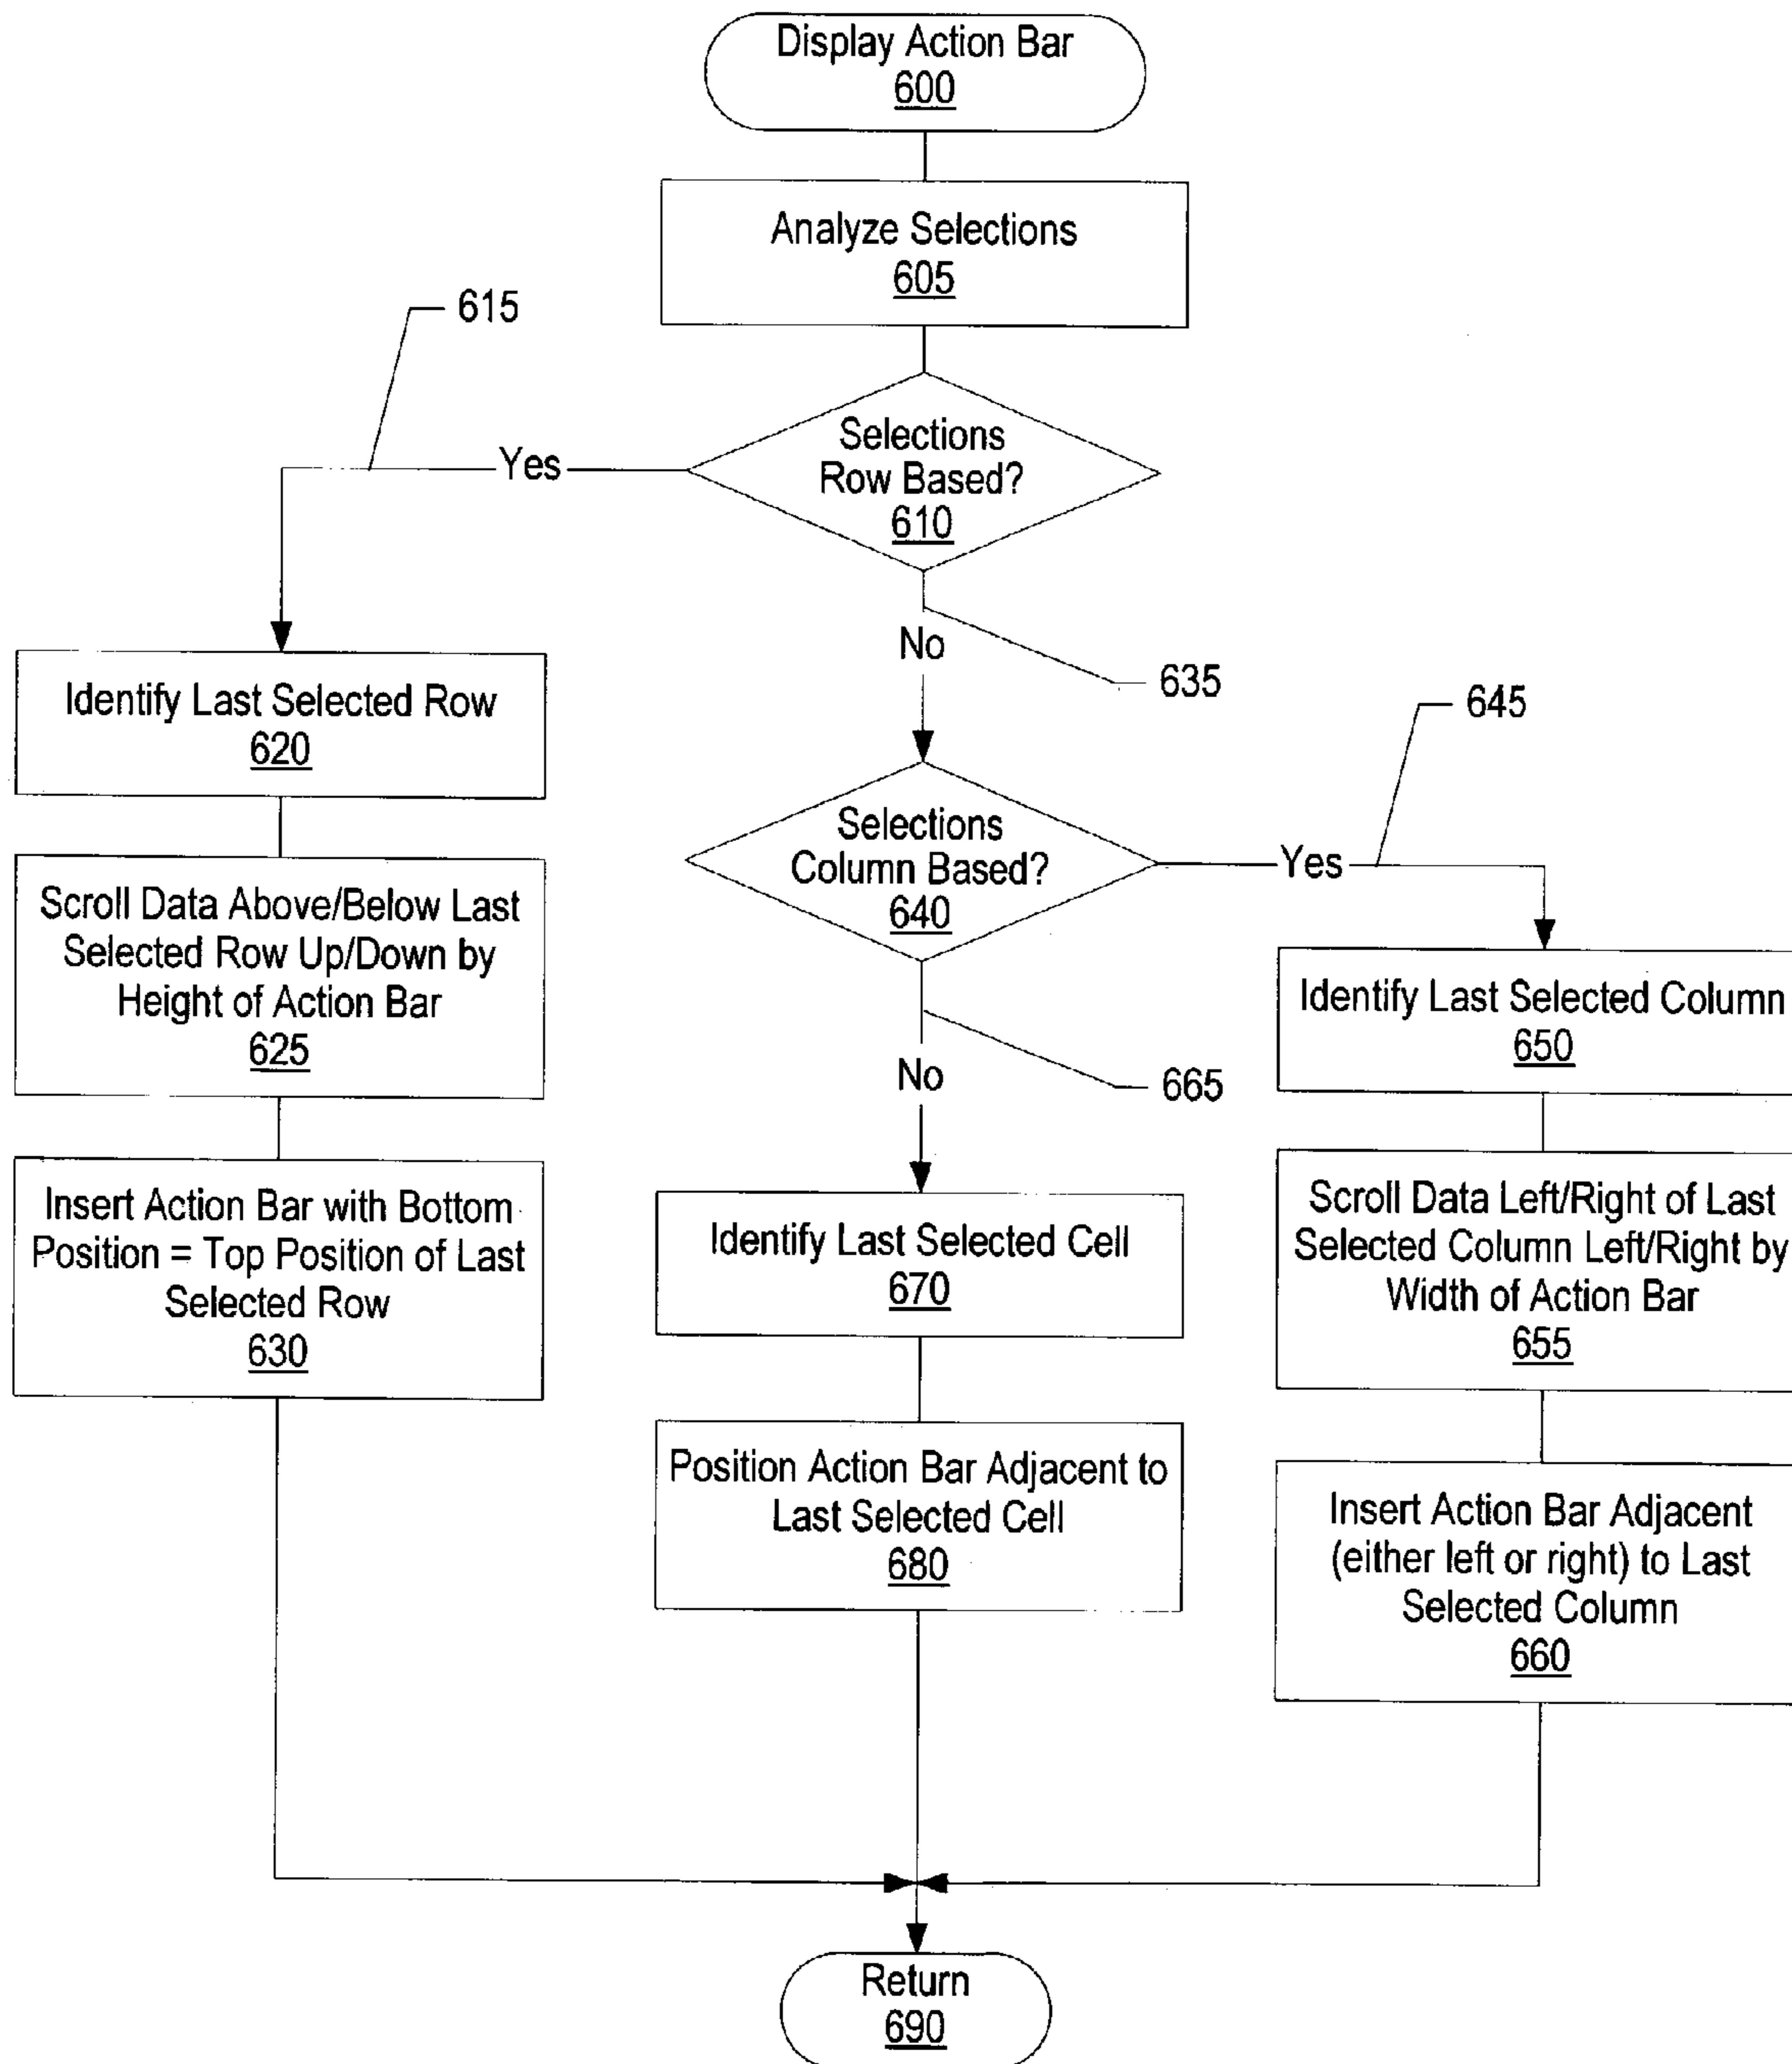 Display Action Bar
600
Analyze Selections
605
615
Selections
Row Based?
610
Yes
No
635
Identify Last Selected Row
620
Scroll Data Above/Below Last
Selected Row Up/Down by
Height of Action Bar
625
Insert Action Bar with Bottom
Position = Top Position of Last
Selected Row
630
Selections
Column Based?
640
Yes
645
No
665
Identify Last Selected Cell
670
Position Action Bar Adjacent to
Last Selected Cell
680
Identify Last Selected Column
650
Scroll Data Left/Right of Last
Selected Column Left/Right by
Width of Action Bar
655
Insert Action Bar Adjacent
(either left or right) to Last
Selected Column
660
Return
690